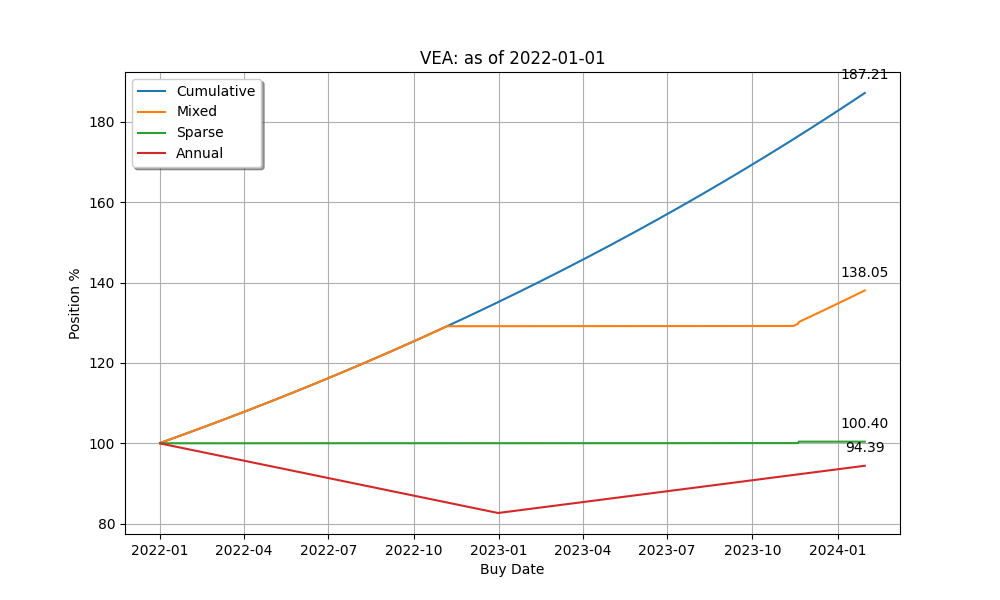 VEA: as of 2022-01-01
187.21
Cumulative
Mixed
Sparse
Annual
180
160
140
120
100
80
138.05
100.40
94.39
Position %
2022-01
2022-04
2022-07
2022-10
2023-01
2023-04
2023-07
2023-10
2024-01
Buy Date